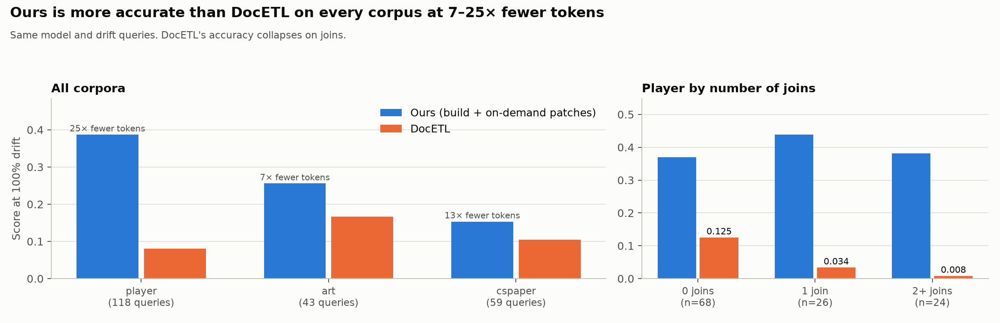 Ours is more accurate than DocETL on every corpus at 7–25× fewer tokens
Same model and drift queries. DocETL's accuracy collapses on joins.
All corpora
Score at 100% drift
0.4
0.3
0.2
0.1
0.0
Ours (build + on-demand patches)
DocETL
25× fewer tokens
7× fewer tokens
13× fewer tokens
player
(118 queries)
art
(43 queries)
cspaper
(59 queries)
Player by number of joins
0.5
0.4
0.3
0.2
0.1
0.0
0.125
0.034
0.008
0 joins
(n=68)
1 join
(n=26)
2+ joins
(n=24)